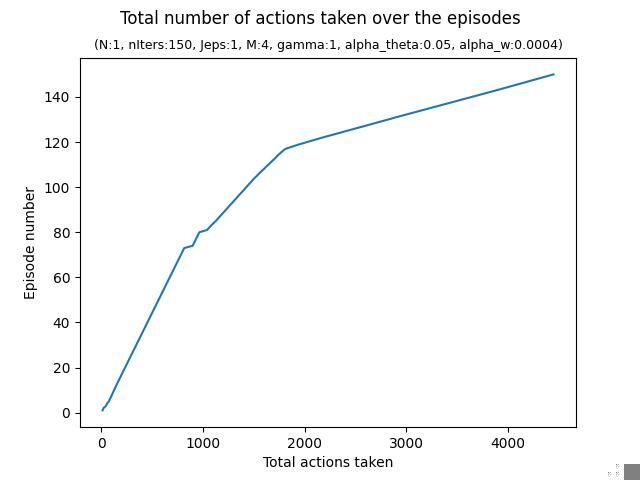 Total number of actions taken over the episodes
(N:1, nIters:150, Jeps:1, M:4, gamma:1, alpha_theta:0.05, alpha_w:0.0004)
140
120
100
80
60
40
20
0
Episode number
0 1000 2000 3000 4000
Total actions taken